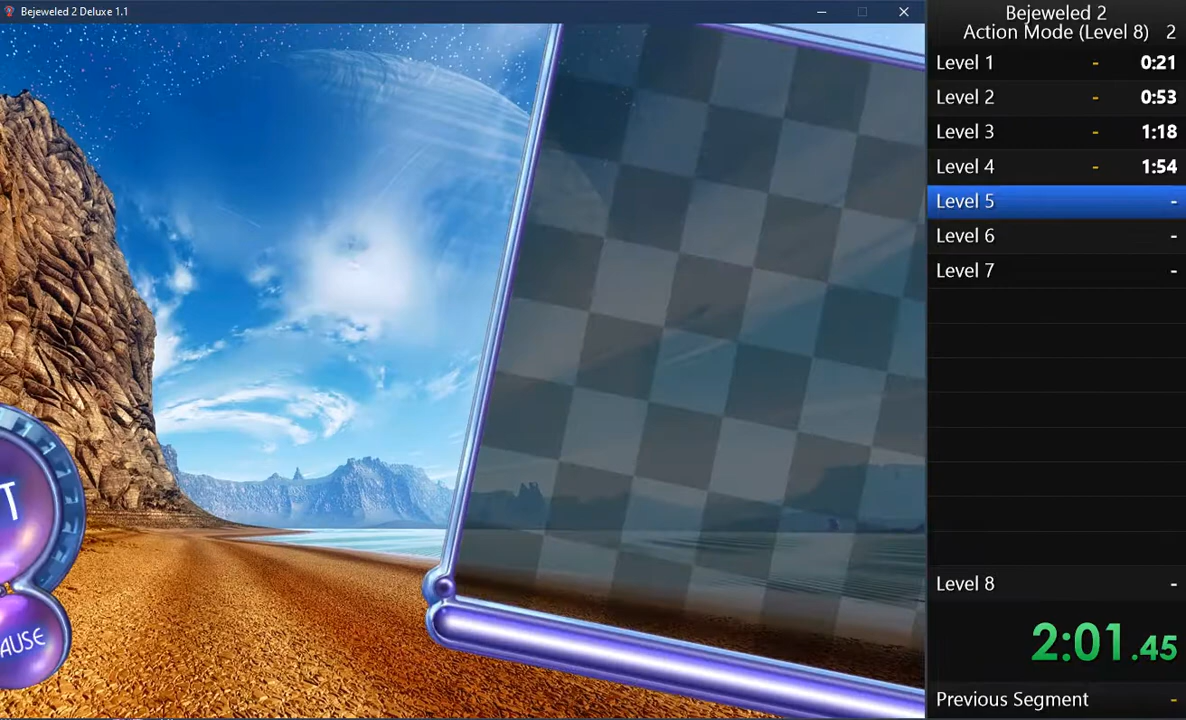 Bejeweled 2 Deluxe 1.1
Bejeweled 2
Action Mode (Level 8) 2
Level 1 - 0:21
Level 2 - 0:53
Level 3 - 1:18
Level 4 - 1:54
Level 5 -
Level 6 -
Level 7 -
T
AUSE
Level 8 -
2:01.45
Previous Segment -